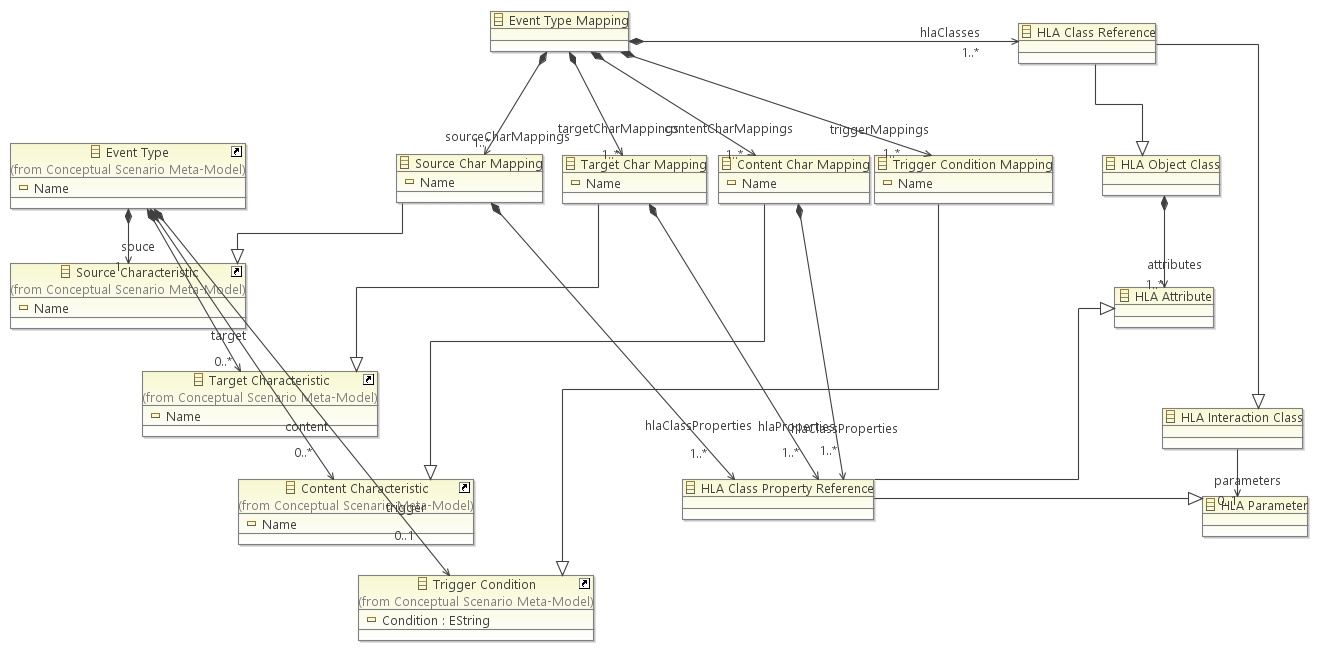 Event Type Mapping
hlaClasses
1..*
HLA Class Reference
sourceCharMappings
1..*
targetCharMappings
1..*
contentCharMappings
1..*
triggerMappings
1..*
Event Type
(from Conceptual Scenario Meta-Model)
Name
Source Char Mapping
Name
Target Char Mapping
Name
Content Char Mapping
Name
Trigger Condition Mapping
Name
HLA Object Class
souce
1
Source Characteristic
(from Conceptual Scenario Meta-Model)
Name
attributes
1..*
HLA Attribute
target
0..*
Target Characteristic
(from Conceptual Scenario Meta-Model)
Name
content
0..*
hlaClassProperties
1..*
hlaProperties
1..*
hlaClassProperties
1..*
HLA Interaction Class
Content Characteristic
(from Conceptual Scenario Meta-Model)
Name
HLA Class Property Reference
parameters
0..1
HLA Parameter
trigger
0..1
Trigger Condition
(from Conceptual Scenario Meta-Model)
Condition : EString